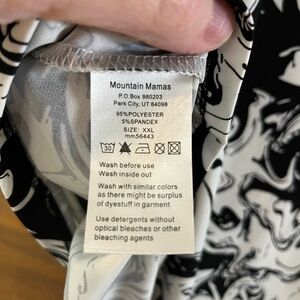 Mountain Mamas
P.O.Box 980203
Park City, UT 84098
95%POLYESTER
5%SPANDEX
SIZE: XXL
mm56443
30
Wash before use
Wash inside out
Wash with similar colors
as there might be surplus
of dyestuff in garment
Use detergents without
optical bleaches or other
bleaching agents